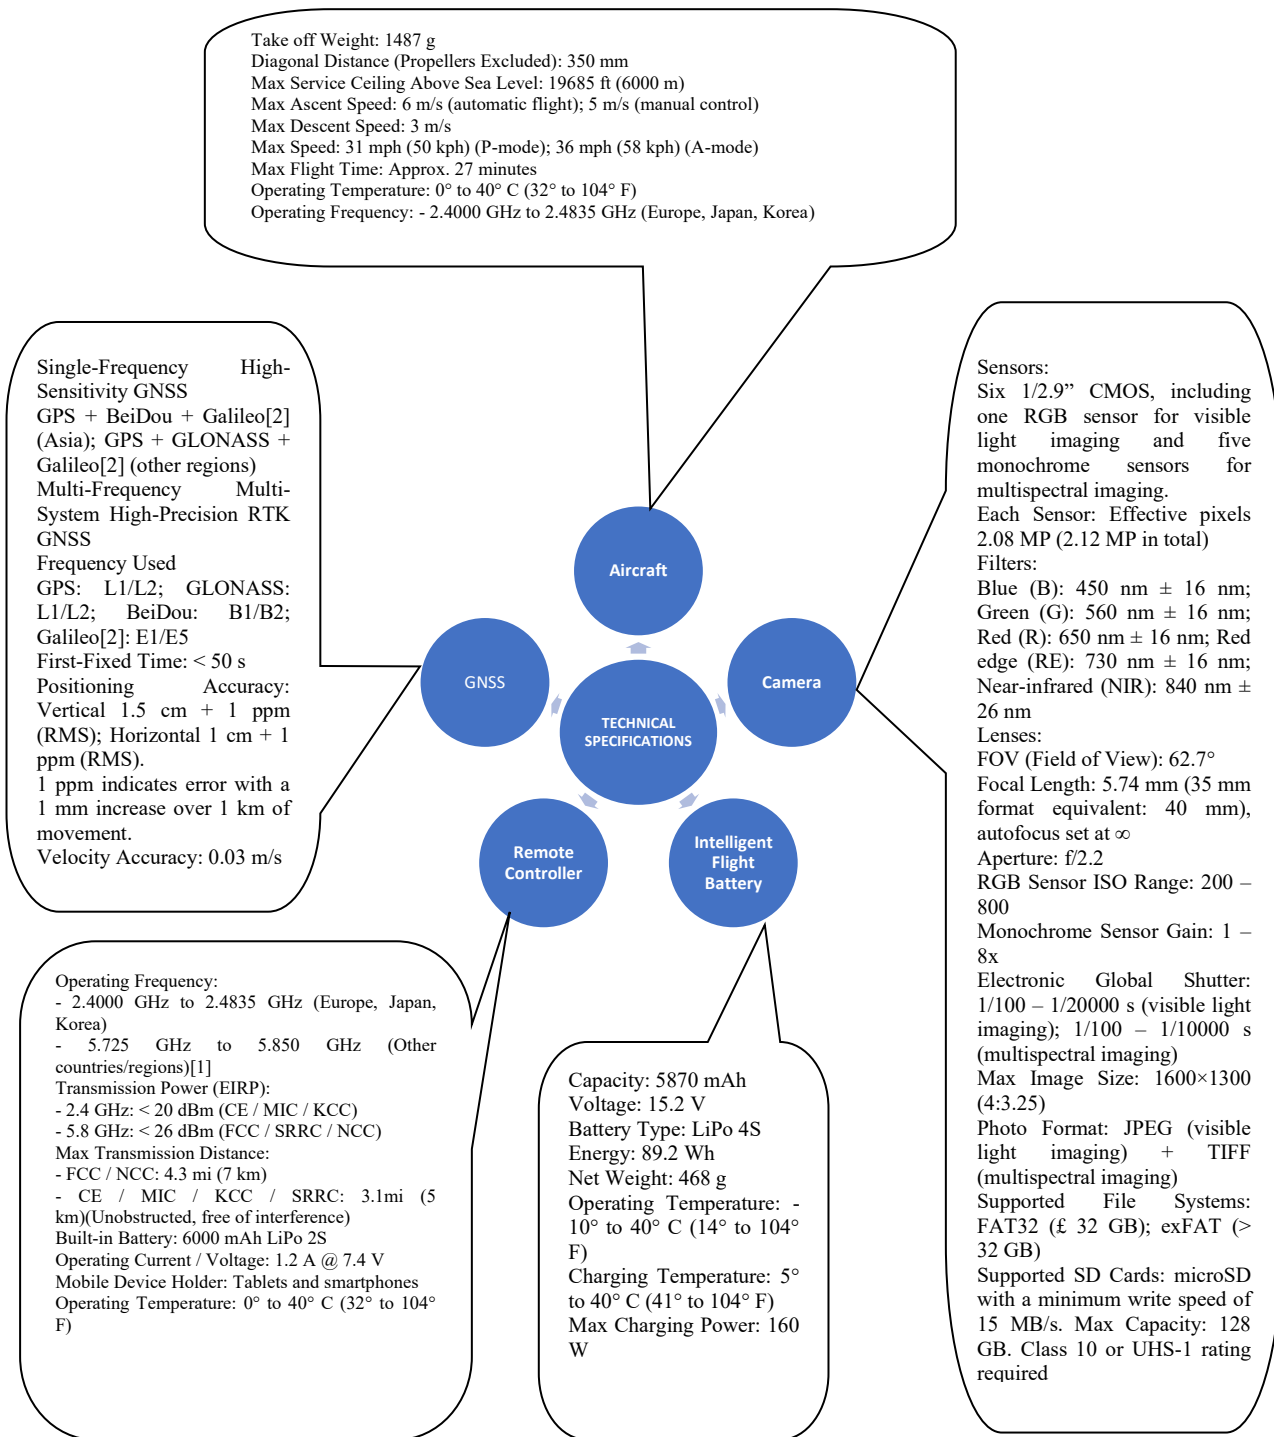 Take off Weight: 1487 g
Diagonal Distance (Propellers Excluded): 350 mm
Max Service Ceiling Above Sea Level: 19685 ft (6000 m)
Max Ascent Speed: 6 m/s (automatic flight); 5 m/s (manual control)
Max Descent Speed: 3 m/s
Max Speed: 31 mph (50 kph) (P-mode); 36 mph (58 kph) (A-mode)
Max Flight Time: Approx. 27 minutes
Operating Temperature: 0° to 40° C (32° to 104° F)
Operating Frequency: - 2.4000 GHz to 2.4835 GHz (Europe, Japan, Korea)
Single-Frequency High-
Sensitivity GNSS
GPS + BeiDou + Galileo[2]
(Asia); GPS + GLONASS +
Galileo[2] (other regions)
Multi-Frequency Multi-
System High-Precision RTK
GNSS
Frequency Used
GPS: L1/L2; GLONASS:
L1/L2; BeiDou: B1/B2;
Galileo[2]: E1/E5
First-Fixed Time: < 50 s
Positioning Accuracy:
Vertical 1.5 cm + 1 ppm
(RMS); Horizontal 1 cm + 1
ppm (RMS).
1 ppm indicates error with a
1 mm increase over 1 km of
movement.
Velocity Accuracy: 0.03 m/s
Aircraft
GNSS
Camera
TECHNICAL
SPECIFICATIONS
Remote
Controller
Intelligent
Flight
Battery
Sensors:
Six 1/2.9” CMOS, including
one RGB sensor for visible
light imaging and five
monochrome sensors for
multispectral imaging.
Each Sensor: Effective pixels
2.08 MP (2.12 MP in total)
Filters:
Blue (B): 450 nm ± 16 nm;
Green (G): 560 nm ± 16 nm;
Red (R): 650 nm ± 16 nm; Red
edge (RE): 730 nm ± 16 nm;
Near-infrared (NIR): 840 nm ±
26 nm
Lenses:
FOV (Field of View): 62.7°
Focal Length: 5.74 mm (35 mm
format equivalent: 40 mm),
autofocus set at ∞
Aperture: f/2.2
RGB Sensor ISO Range: 200 –
800
Monochrome Sensor Gain: 1 –
8x
Electronic Global Shutter:
1/100 – 1/20000 s (visible light
imaging); 1/100 – 1/10000 s
(multispectral imaging)
Max Image Size: 1600×1300
(4:3.25)
Photo Format: JPEG (visible
light imaging) + TIFF
(multispectral imaging)
Supported File Systems:
FAT32 (£ 32 GB); exFAT (>
32 GB)
Supported SD Cards: microSD
with a minimum write speed of
15 MB/s. Max Capacity: 128
GB. Class 10 or UHS-1 rating
required
Operating Frequency:
- 2.4000 GHz to 2.4835 GHz (Europe, Japan,
Korea)
- 5.725 GHz to 5.850 GHz (Other
countries/regions)[1]
Transmission Power (EIRP):
- 2.4 GHz: < 20 dBm (CE / MIC / KCC)
- 5.8 GHz: < 26 dBm (FCC / SRRC / NCC)
Max Transmission Distance:
- FCC / NCC: 4.3 mi (7 km)
- CE / MIC / KCC / SRRC: 3.1mi (5
km)(Unobstructed, free of interference)
Built-in Battery: 6000 mAh LiPo 2S
Operating Current / Voltage: 1.2 A @ 7.4 V
Mobile Device Holder: Tablets and smartphones
Operating Temperature: 0° to 40° C (32° to 104°
F)
Capacity: 5870 mAh
Voltage: 15.2 V
Battery Type: LiPo 4S
Energy: 89.2 Wh
Net Weight: 468 g
Operating Temperature: -
10° to 40° C (14° to 104°
F)
Charging Temperature: 5°
to 40° C (41° to 104° F)
Max Charging Power: 160
W